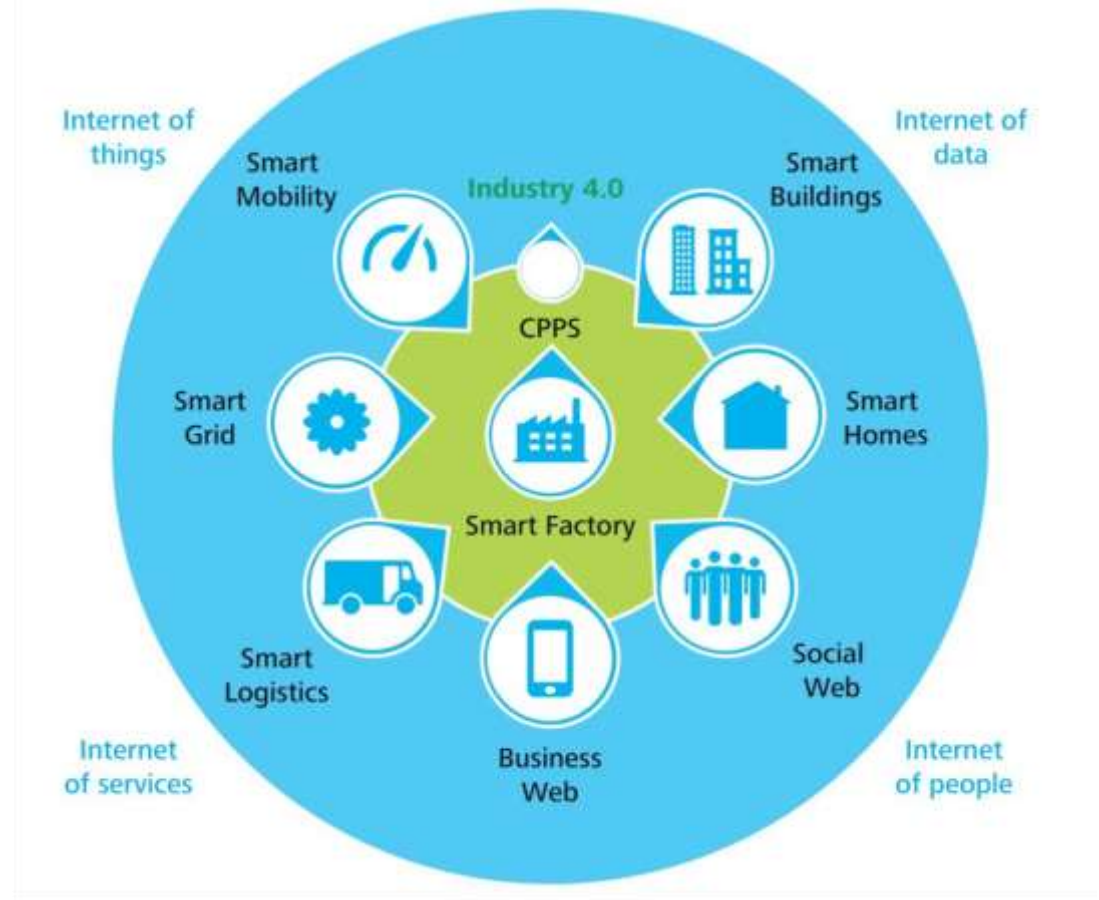 Internet of
things
Internet of
data
Smart
Mobility
Industry 4.0
Smart
Buildings
CPPS
Smart
Grid
Smart
Homes
Smart Factory
Smart
Logistics
Social
Web
Business
Web
Internet
of services
Internet
of people